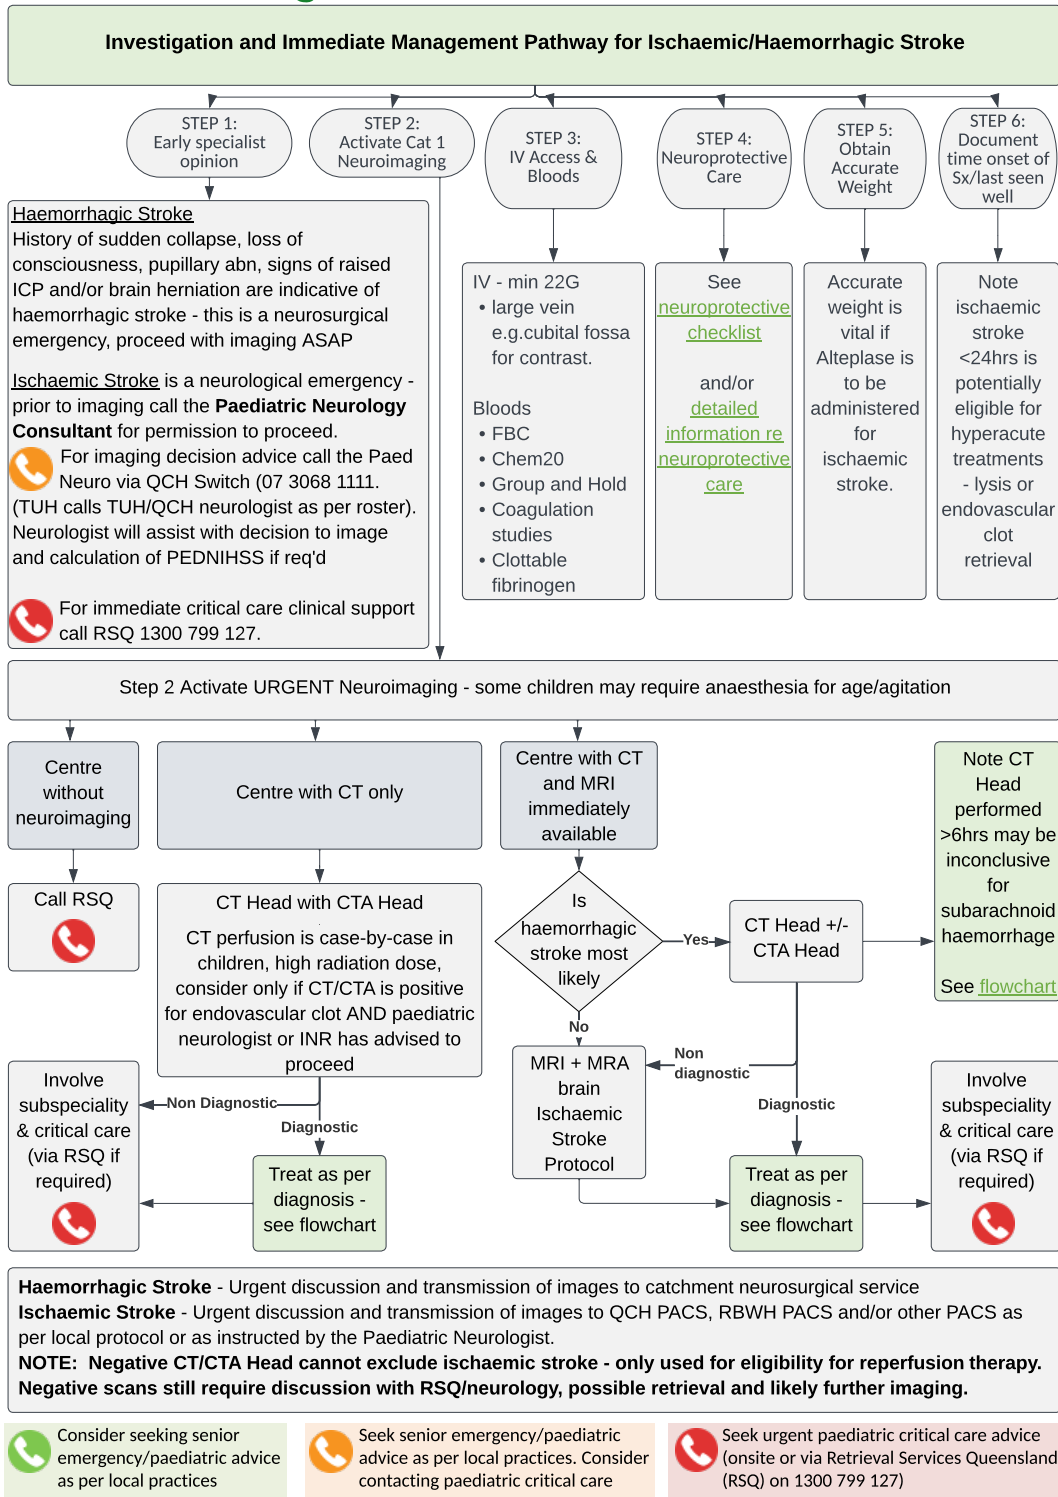 Investigation and Immediate Management Pathway for Ischaemic/Haemorrhagic Stroke
STEP 1:
Early specialist
opinion
STEP 2:
Activate Cat 1
Neuroimaging
STEP 3:
IV Access &
Bloods
STEP 4:
Neuroprotective
Care
STEP 5:
Obtain
Accurate
Weight
STEP 6:
Document
time onset of
Sx/last seen
well
Haemorrhagic Stroke
History of sudden collapse, loss of
consciousness, pupillary abn, signs of raised
ICP and/or brain herniation are indicative of
haemorrhagic stroke - this is a neurosurgical
emergency, proceed with imaging ASAP
Ischaemic Stroke is a neurological emergency -
prior to imaging call the Paediatric Neurology
Consultant for permission to proceed.
For imaging decision advice call the Paed
Neuro via QCH Switch (07 3068 1111.
(TUH calls TUH/QCH neurologist as per roster).
Neurologist will assist with decision to image
and calculation of PEDNIHSS if req'd
For immediate critical care clinical support
call RSQ 1300 799 127.
IV - min 22G
• large vein
e.g.cubital fossa
for contrast.
Bloods
• FBC
• Chem20
• Group and Hold
• Coagulation
studies
• Clottable
fibrinogen
See
neuroprotective
checklist
and/or
detailed
information re
neuroprotective
care
Accurate
weight is
vital if
Alteplase is
to be
administered
for
ischaemic
stroke.
Note
ischaemic
stroke
<24hrs is
potentially
eligible for
hyperacute
treatments
- lysis or
endovascular
clot
retrieval
Step 2 Activate URGENT Neuroimaging - some children may require anaesthesia for age/agitation
Centre
without
neuroimaging
Centre with CT only
Centre with CT
and MRI
immediately
available
Note CT
Head
performed
>6hrs may be
inconclusive
for
subarachnoid
haemorrhage
See flowchart
Call RSQ
CT Head with CTA Head
CT perfusion is case-by-case in
children, high radiation dose,
consider only if CT/CTA is positive
for endovascular clot AND paediatric
neurologist or INR has advised to
proceed
Is
haemorrhagic
stroke most
likely
Yes
CT Head +/-
CTA Head
No
Non
diagnostic
MRI + MRA
brain
Ischaemic
Stroke
Protocol
Diagnostic
Involve
subspeciality
& critical care
(via RSQ if
required)
Non Diagnostic
Diagnostic
Treat as per
diagnosis -
see flowchart
Treat as per
diagnosis -
see flowchart
Involve
subspeciality
& critical care
(via RSQ if
required)
Haemorrhagic Stroke - Urgent discussion and transmission of images to catchment neurosurgical service
Ischaemic Stroke - Urgent discussion and transmission of images to QCH PACS, RBWH PACS and/or other PACS as
per local protocol or as instructed by the Paediatric Neurologist.
NOTE: Negative CT/CTA Head cannot exclude ischaemic stroke - only used for eligibility for reperfusion therapy.
Negative scans still require discussion with RSQ/neurology, possible retrieval and likely further imaging.
Consider seeking senior
emergency/paediatric advice
as per local practices
Seek senior emergency/paediatric
advice as per local practices. Consider
contacting paediatric critical care
Seek urgent paediatric critical care advice
(onsite or via Retrieval Services Queensland
(RSQ) on 1300 799 127)